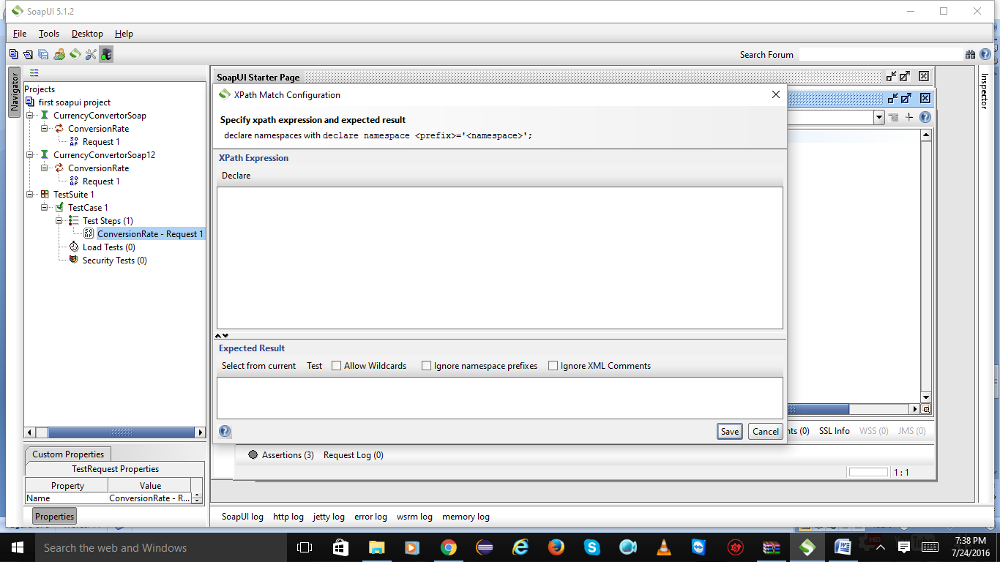 SoapUI 5.1.2
File Tools Desktop Help
Search Forum
Navigator
Projects
first soapui project
CurrencyConvertorSoap
ConversionRate
Request 1
CurrencyConvertorSoap12
ConversionRate
Request 1
TestSuite 1
TestCase 1
Test Steps (1)
ConversionRate - Request 1
Load Tests (0)
Security Tests (0)
Custom Properties
TestRequest Properties
Property Value
Name ConversionRate - R...
Properties
SoapUI Starter Page
Inspector
XPath Match Configuration
Specify xpath expression and expected result
declare namespaces with declare namespace <prefix>='<namespace>';
XPath Expression
Declare
Expected Result
Select from current Test Allow Wildcards Ignore namespace prefixes Ignore XML Comments
Save Cancel
nts (0) SSL Info WSS (0) JMS (0)
Assertions (3) Request Log (0)
1 : 1
SoapUI log http log jetty log error log wsrm log memory log
Search the web and Windows
7:38 PM
7/24/2016